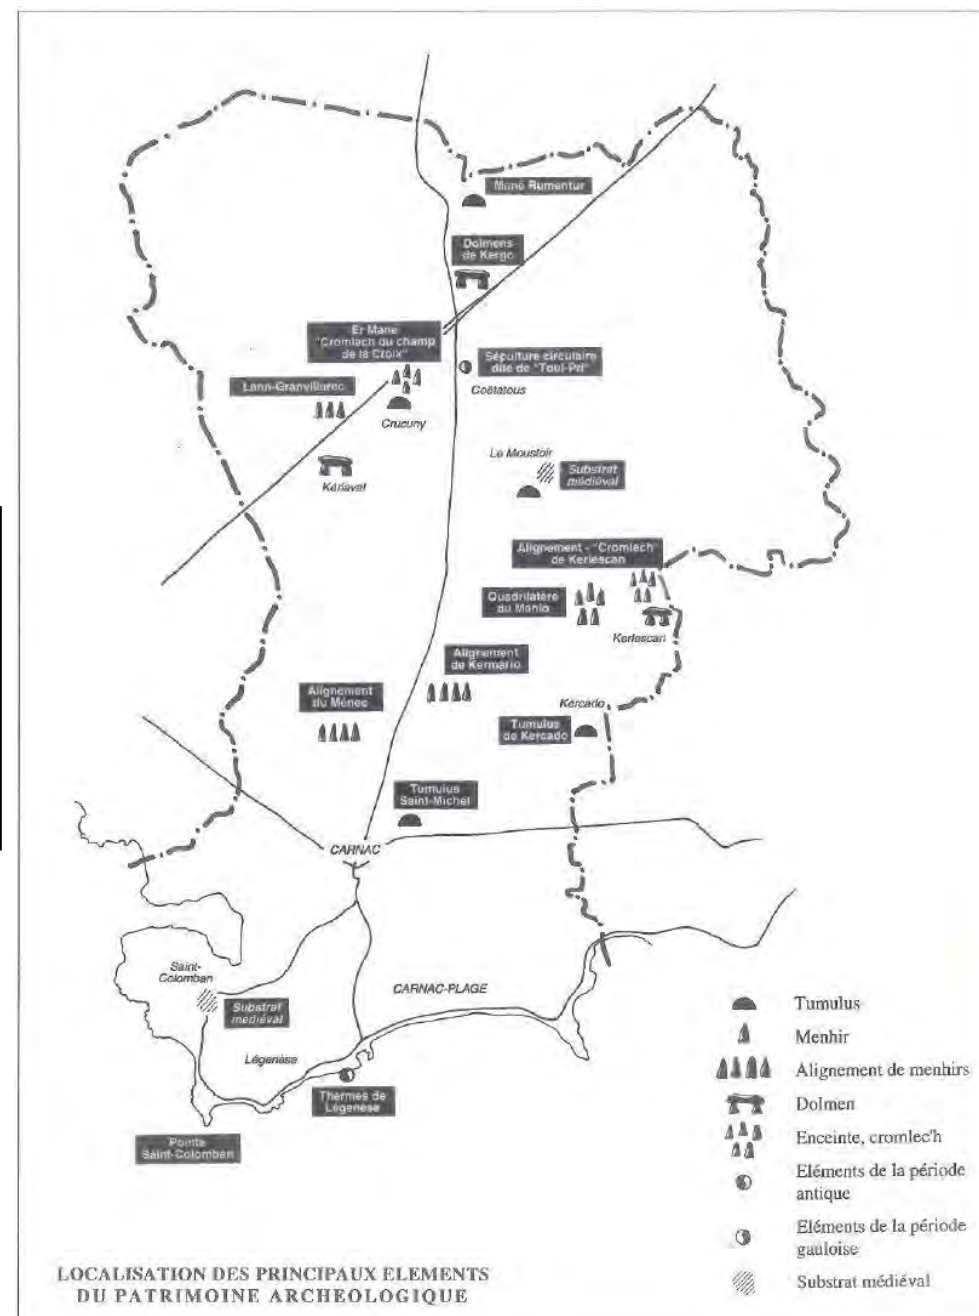 Mané Rumentur
Dolmens
de Kergo
Er Mane
"Cromlech du champ
de la Croix"
Sépulture circulaire
dite de "Toul-Pri"
Coëtatous
Lann-Granvillarec
Crucuny
Kériavel
Le Moustoir
Substrat
médiéval
Alignement - "Cromlech"
de Kerlescan
Quadrilatère
du Manio
Kerlescan
Alignement
de Kermario
Alignement
du Ménec
Kercado
Tumulus
de Kercado
Tumulus
Saint-Michel
CARNAC
Saint-
Colomban
Substrat
médiéval
CARNAC-PLAGE
Légenèse
Thermes de
Légenèse
Pointe
Saint-Colomban
Tumulus
Menhir
Alignement de menhirs
Dolmen
Enceinte, cromlec'h
Eléments de la période
antique
Eléments de la période
gauloise
Substrat médiéval
LOCALISATION DES PRINCIPAUX ELEMENTS
DU PATRIMOINE ARCHEOLOGIQUE